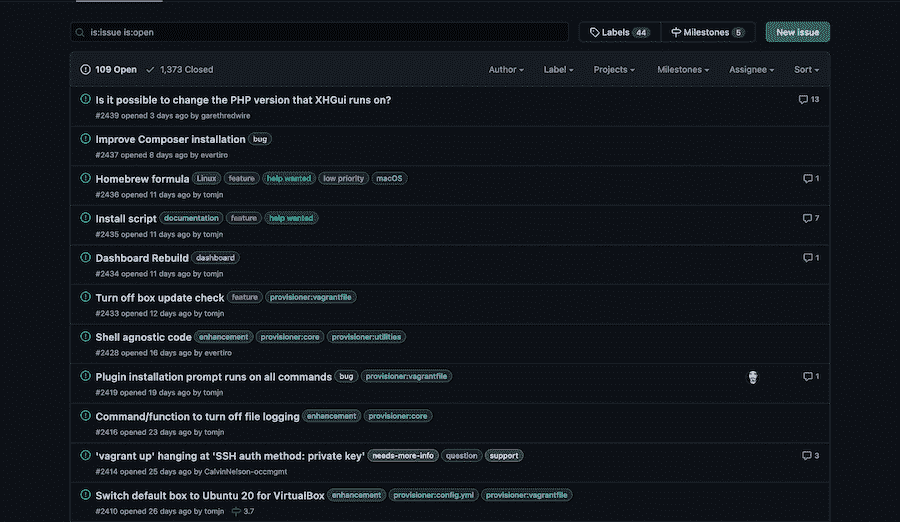 is:issue is:open
Labels 44 Milestones 5 New issue
109 Open 1,373 Closed Author Label Projects Milestones Assignee Sort
Is it possible to change the PHP version that XHGui runs on? 13
#2439 opened 3 days ago by garethredwire
Improve Composer installation bug
#2437 opened 8 days ago by evertiro
Homebrew formula Linux feature help wanted low priority macOS 1
#2436 opened 11 days ago by tomjn
Install script documentation feature help wanted 7
#2435 opened 11 days ago by tomjn
Dashboard Rebuild dashboard 1
#2434 opened 11 days ago by tomjn
Turn off box update check feature provisioner:vagrantfile
#2433 opened 12 days ago by tomjn
Shell agnostic code enhancement provisioner:core provisioner:utilities
#2428 opened 16 days ago by evertiro
Plugin installation prompt runs on all commands bug provisioner:vagrantfile 1
#2419 opened 19 days ago by tomjn
Command/function to turn off file logging enhancement provisioner:core
#2416 opened 23 days ago by tomjn
'vagrant up' hanging at 'SSH auth method: private key' needs-more-info question support 3
#2414 opened 25 days ago by CalvinNelson-occmgmt
Switch default box to Ubuntu 20 for VirtualBox enhancement provisioner:config.yml provisioner:vagrantfile
#2410 opened 26 days ago by tomjn 3.7